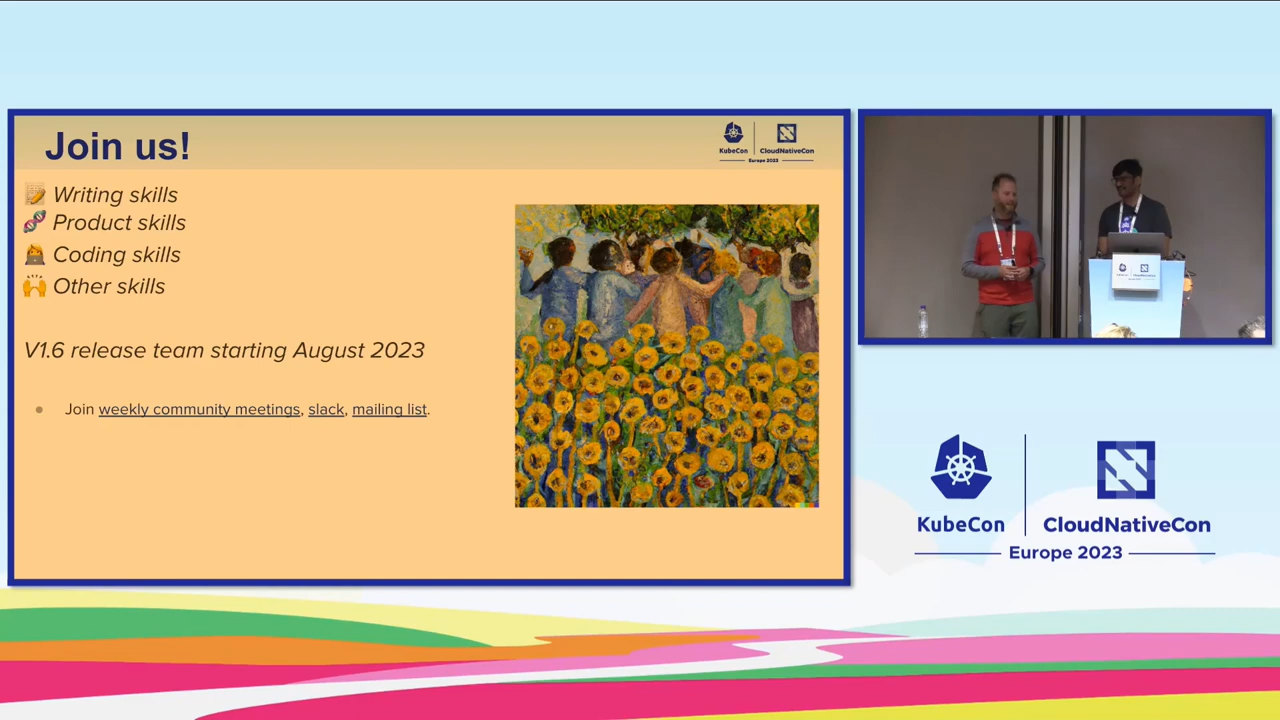 Join us!
KubeCon
CloudNativeCon
Europe 2023
Writing skills
Product skills
Coding skills
Other skills
V1.6 release team starting August 2023
Join weekly community meetings, slack, mailing list.
KubeCon
CloudNativeCon
Europe 2023